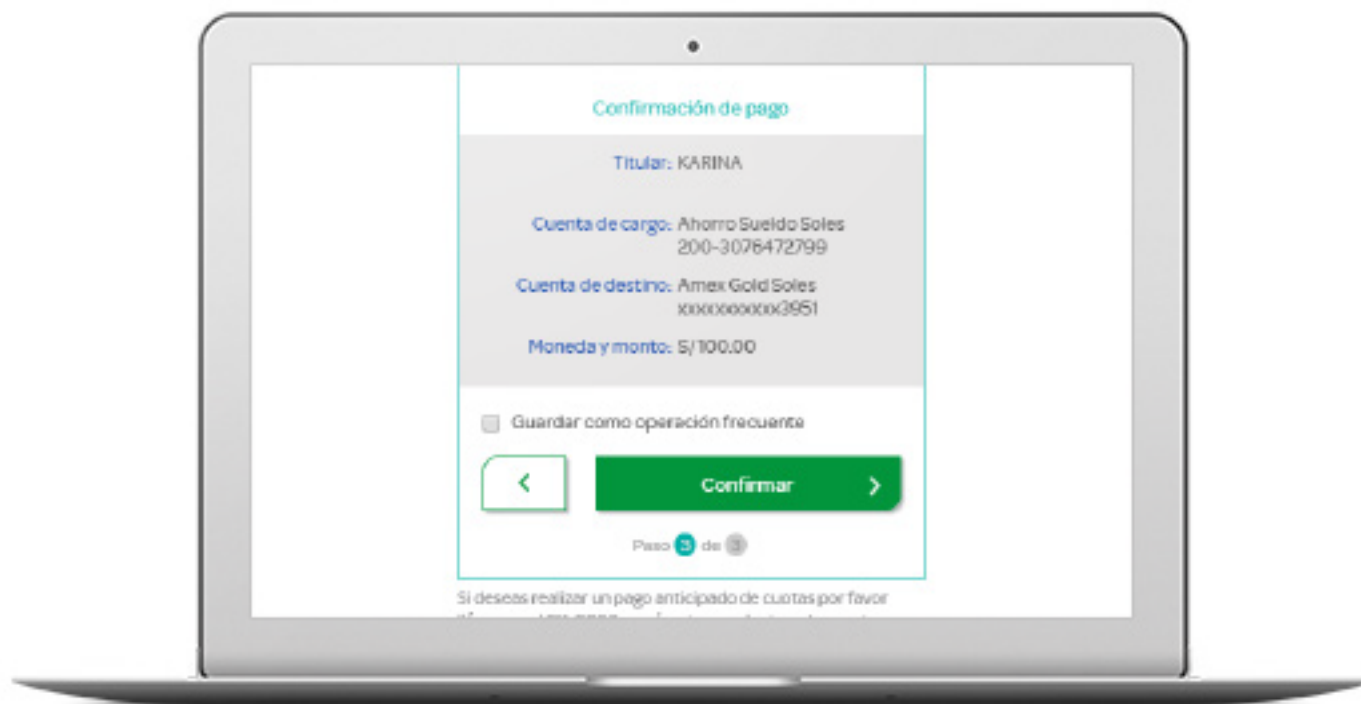 Confirmación de pago
Titular: KARINA
Cuenta de cargo: Ahorro Sueldo Soles
200-3076472799
Cuenta de destino: Amex Gold Soles
xxxxxxxxxxx3951
Moneda y monto: S/ 100.00
Guardar como operación frecuente
Confirmar
Paso 3 de 3
Si deseas realizar un pago anticipado de cuotas por favor